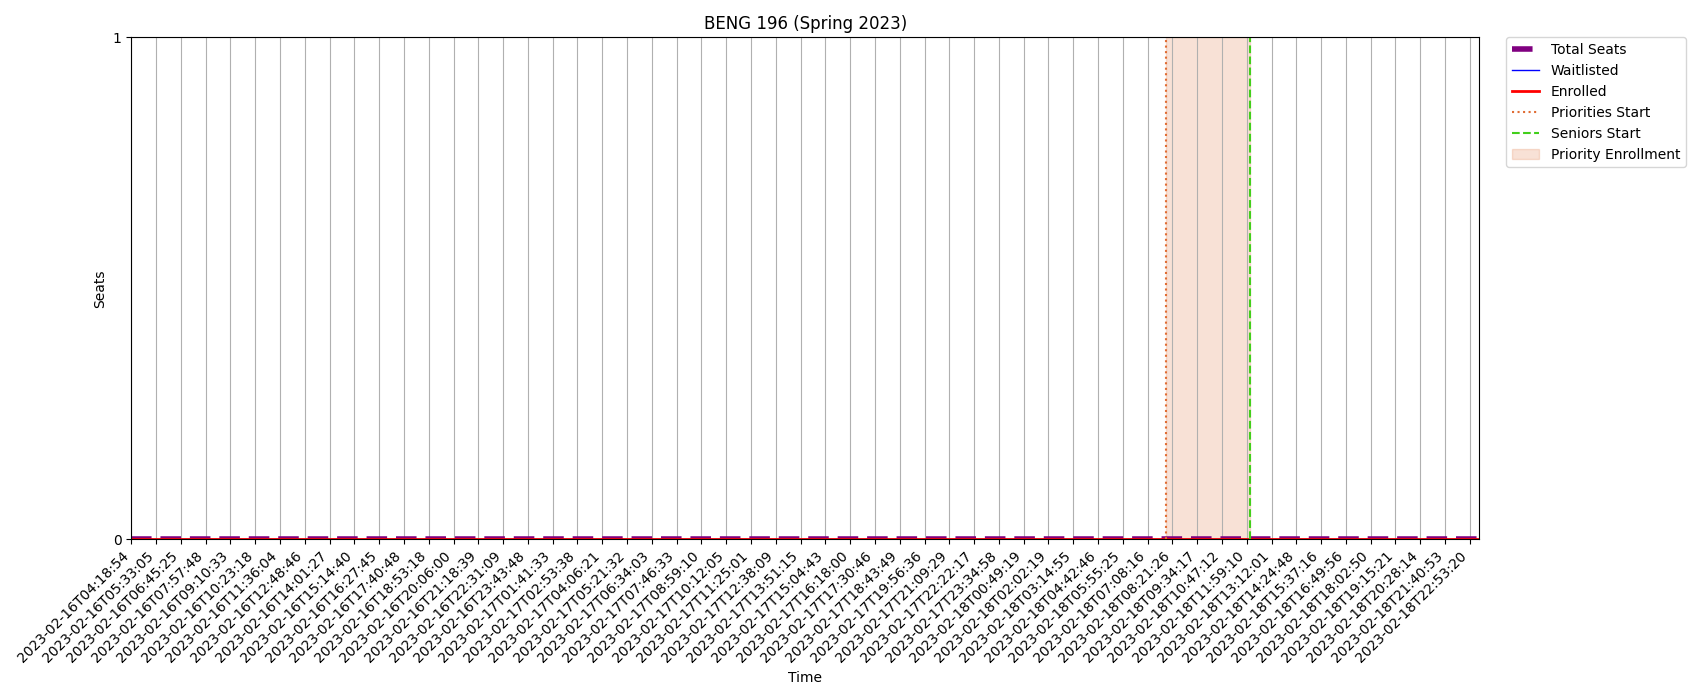 BENG 196 (Spring 2023)
1
0
Seats
Total Seats
Waitlisted
Enrolled
Priorities Start
Seniors Start
Priority Enrollment
2023-02-16T04:18:54
2023-02-16T05:33:05
2023-02-16T06:45:25
2023-02-16T07:57:48
2023-02-16T09:10:33
2023-02-16T10:23:18
2023-02-16T11:36:04
2023-02-16T12:48:46
2023-02-16T14:01:27
2023-02-16T15:14:40
2023-02-16T16:27:45
2023-02-16T17:40:48
2023-02-16T18:53:18
2023-02-16T20:06:00
2023-02-16T21:18:39
2023-02-16T22:31:09
2023-02-16T23:43:48
2023-02-17T01:41:33
2023-02-17T02:53:38
2023-02-17T04:06:21
2023-02-17T05:21:32
2023-02-17T06:34:03
2023-02-17T07:46:33
2023-02-17T08:59:10
2023-02-17T10:12:05
2023-02-17T11:25:01
2023-02-17T12:38:09
2023-02-17T13:51:15
2023-02-17T15:04:43
2023-02-17T16:18:00
2023-02-17T17:30:46
2023-02-17T18:43:49
2023-02-17T19:56:36
2023-02-17T21:09:29
2023-02-17T22:22:17
2023-02-17T23:34:58
2023-02-18T00:49:19
2023-02-18T02:02:19
2023-02-18T03:14:55
2023-02-18T04:42:46
2023-02-18T05:55:25
2023-02-18T07:08:16
2023-02-18T08:21:26
2023-02-18T09:34:17
2023-02-18T10:47:12
2023-02-18T11:59:10
2023-02-18T13:12:01
2023-02-18T14:24:48
2023-02-18T15:37:16
2023-02-18T16:49:56
2023-02-18T18:02:50
2023-02-18T19:15:21
2023-02-18T20:28:14
2023-02-18T21:40:53
2023-02-18T22:53:20
Time